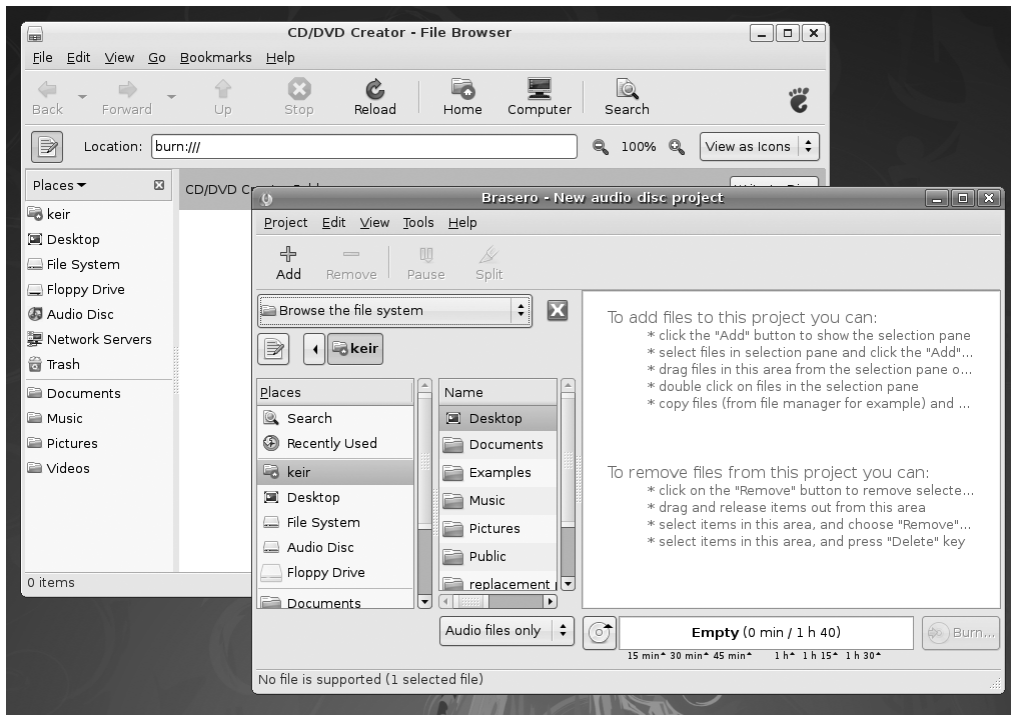 CD/DVD Creator - File Browser
File Edit View Go Bookmarks Help
Back Forward Up Stop Reload Home Computer Search
Location: burn:/// 100% View as Icons
Places
CD/DVD
keir
Desktop
File System
Floppy Drive
Audio Disc
Network Servers
Trash
Documents
Music
Pictures
Videos
0 items
Brasero - New audio disc project
Project Edit View Tools Help
Add Remove Pause Split
Browse the file system
keir
Places
Search
Recently Used
keir
Desktop
File System
Audio Disc
Floppy Drive
Documents
Name
Desktop
Documents
Examples
Music
Pictures
Public
replacement
Audio files only
To add files to this project you can:
* click the "Add" button to show the selection pane
* select files in selection pane and click the "Add"...
* drag files in this area from the selection pane o...
* double click on files in the selection pane
* copy files (from file manager for example) and ...
To remove files from this project you can:
* click on the "Remove" button to remove selecte...
* drag and release items out from this area
* select items in this area, and choose "Remove"...
* select items in this area, and press "Delete" key
Empty (0 min / 1 h 40)
Burn...
15 min 30 min 45 min 1 h 1 h 15 1 h 30
No file is supported (1 selected file)